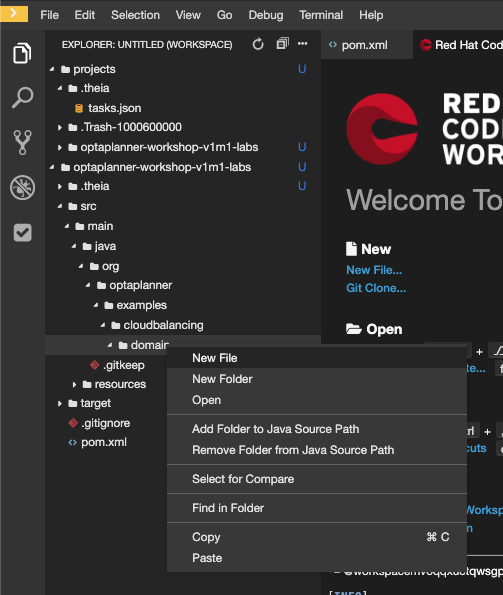 File Edit Selection View Go Debug Terminal Help
EXPLORER: UNTITLED (WORKSPACE)
pom.xml
Red Hat Cod
projects U
.theia
tasks.json
.Trash-1000600000
optaplanner-workshop-v1m1-labs U
optaplanner-workshop-v1m1-labs U
.theia U
src
main
java
org
optaplanner
examples
cloudbalancing
domain
.gitkeep
resources
target
.gitignore
pom.xml
RED
COD
WOR
Welcome To
New
New File...
Git Clone...
Open
New File
New Folder
Open
Add Folder to Java Source Path
Remove Folder from Java Source Path
Select for Compare
Find in Folder
Copy ⌘ C
Paste
+
te...
+
cuts
Worksp